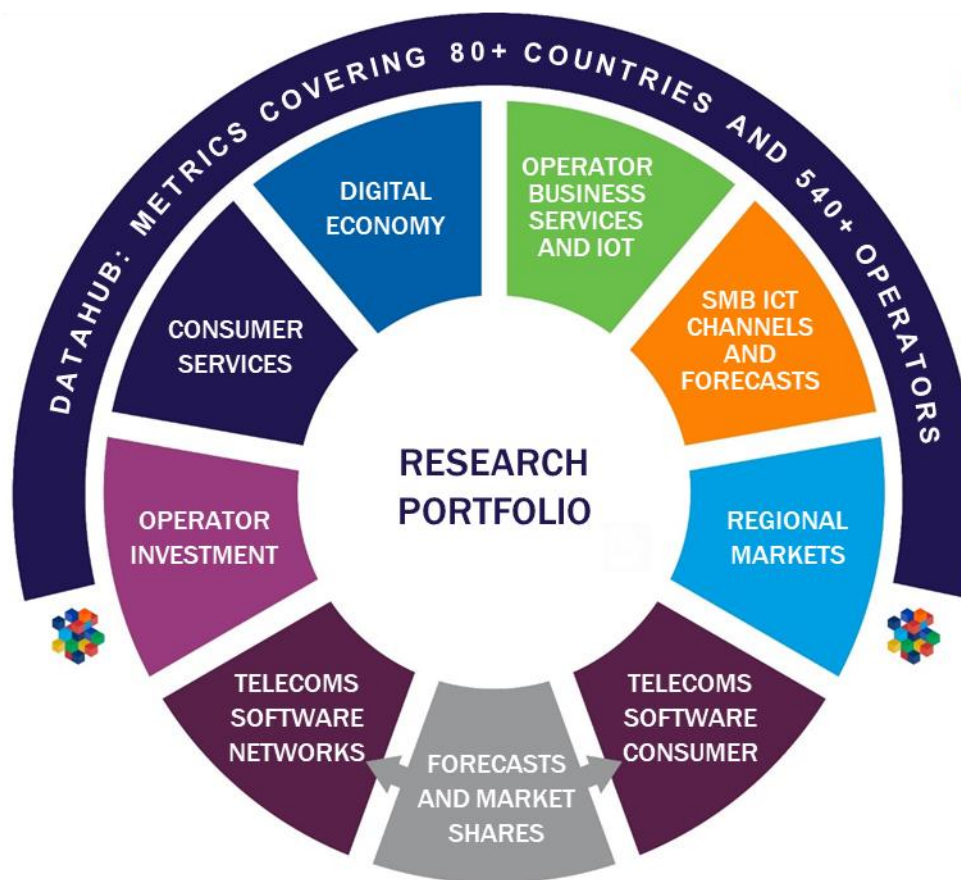 DATAHUB: METRICS COVERING 80+ COUNTRIES AND 540+ OPERATORS
DIGITAL
ECONOMY
OPERATOR
BUSINESS
SERVICES
AND IOT
SMB ICT
CHANNELS
AND
FORECASTS
CONSUMER
SERVICES
RESEARCH
PORTFOLIO
OPERATOR
INVESTMENT
REGIONAL
MARKETS
TELECOMS
SOFTWARE
NETWORKS
FORECASTS
AND MARKET
SHARES
TELECOMS
SOFTWARE
CONSUMER